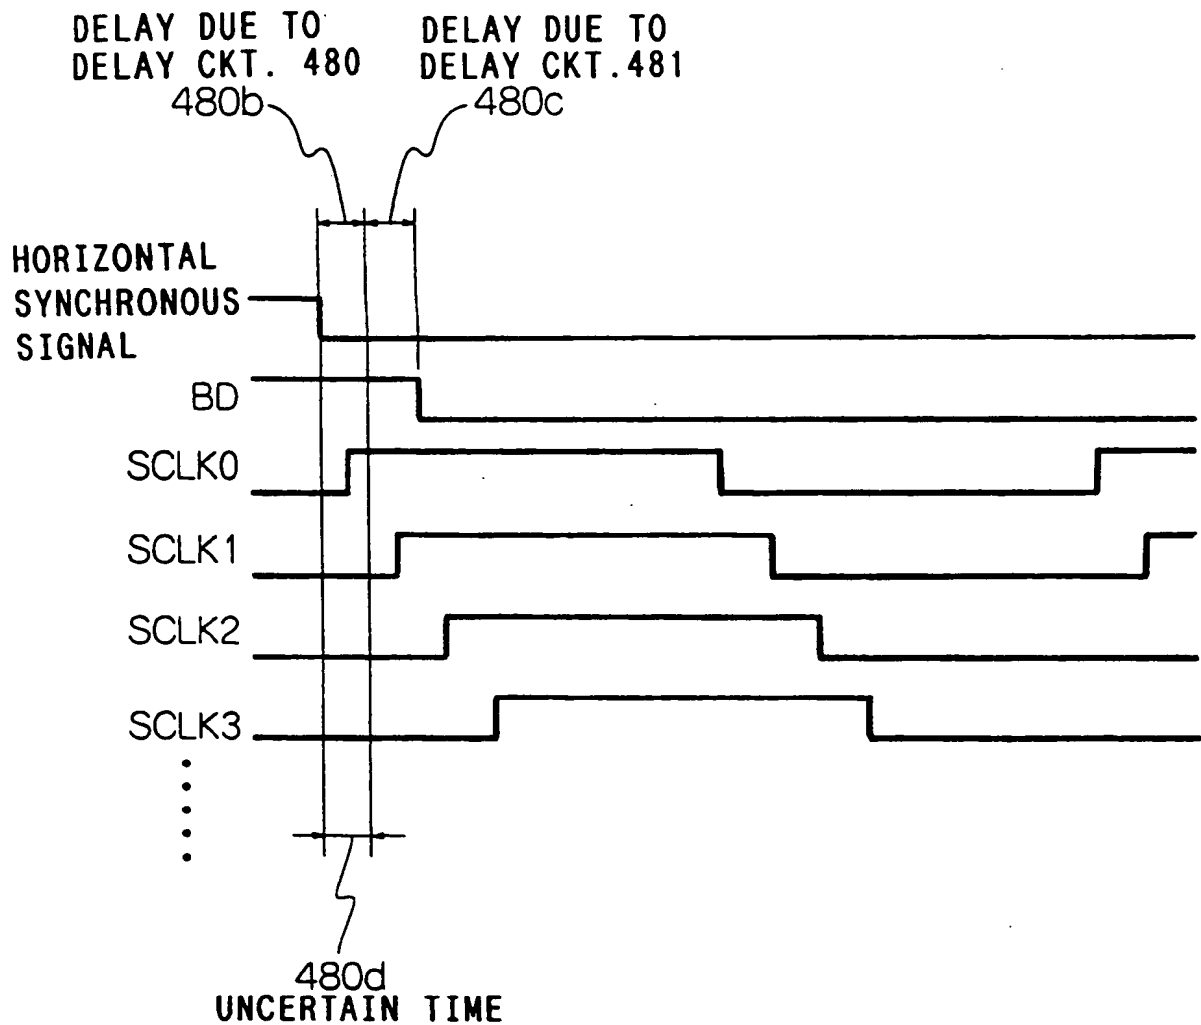 DELAY DUE TO
DELAY CKT. 480
480b
DELAY DUE TO
DELAY CKT.481
480c
HORIZONTAL
SYNCHRONOUS
SIGNAL
BD
SCLK0
SCLK1
SCLK2
SCLK3
480d
UNCERTAIN TIME